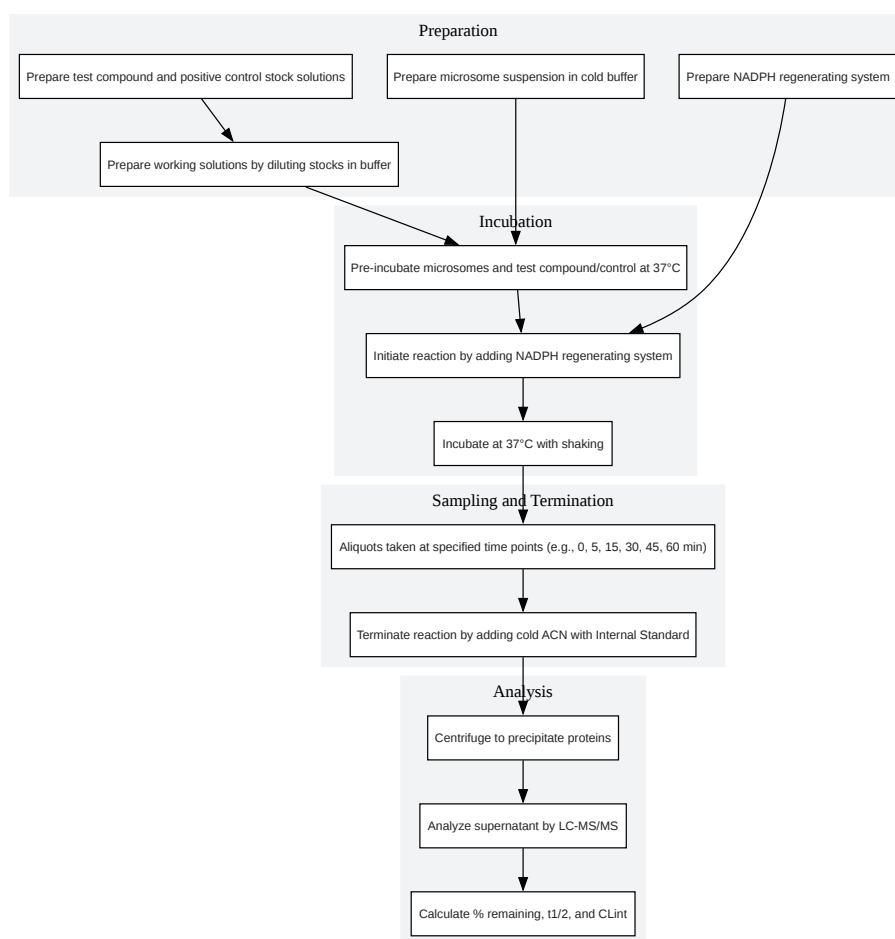 Preparation
Prepare test compound and positive control stock solutions
Prepare microsome suspension in cold buffer
Prepare NADPH regenerating system
Prepare working solutions by diluting stocks in buffer
Incubation
Pre-incubate microsomes and test compound/control at 37°C
Initiate reaction by adding NADPH regenerating system
Incubate at 37°C with shaking
Sampling and Termination
Aliquots taken at specified time points (e.g., 0, 5, 15, 30, 45, 60 min)
Terminate reaction by adding cold ACN with Internal Standard
Analysis
Centrifuge to precipitate proteins
Analyze supernatant by LC-MS/MS
Calculate % remaining, t1/2, and CLint